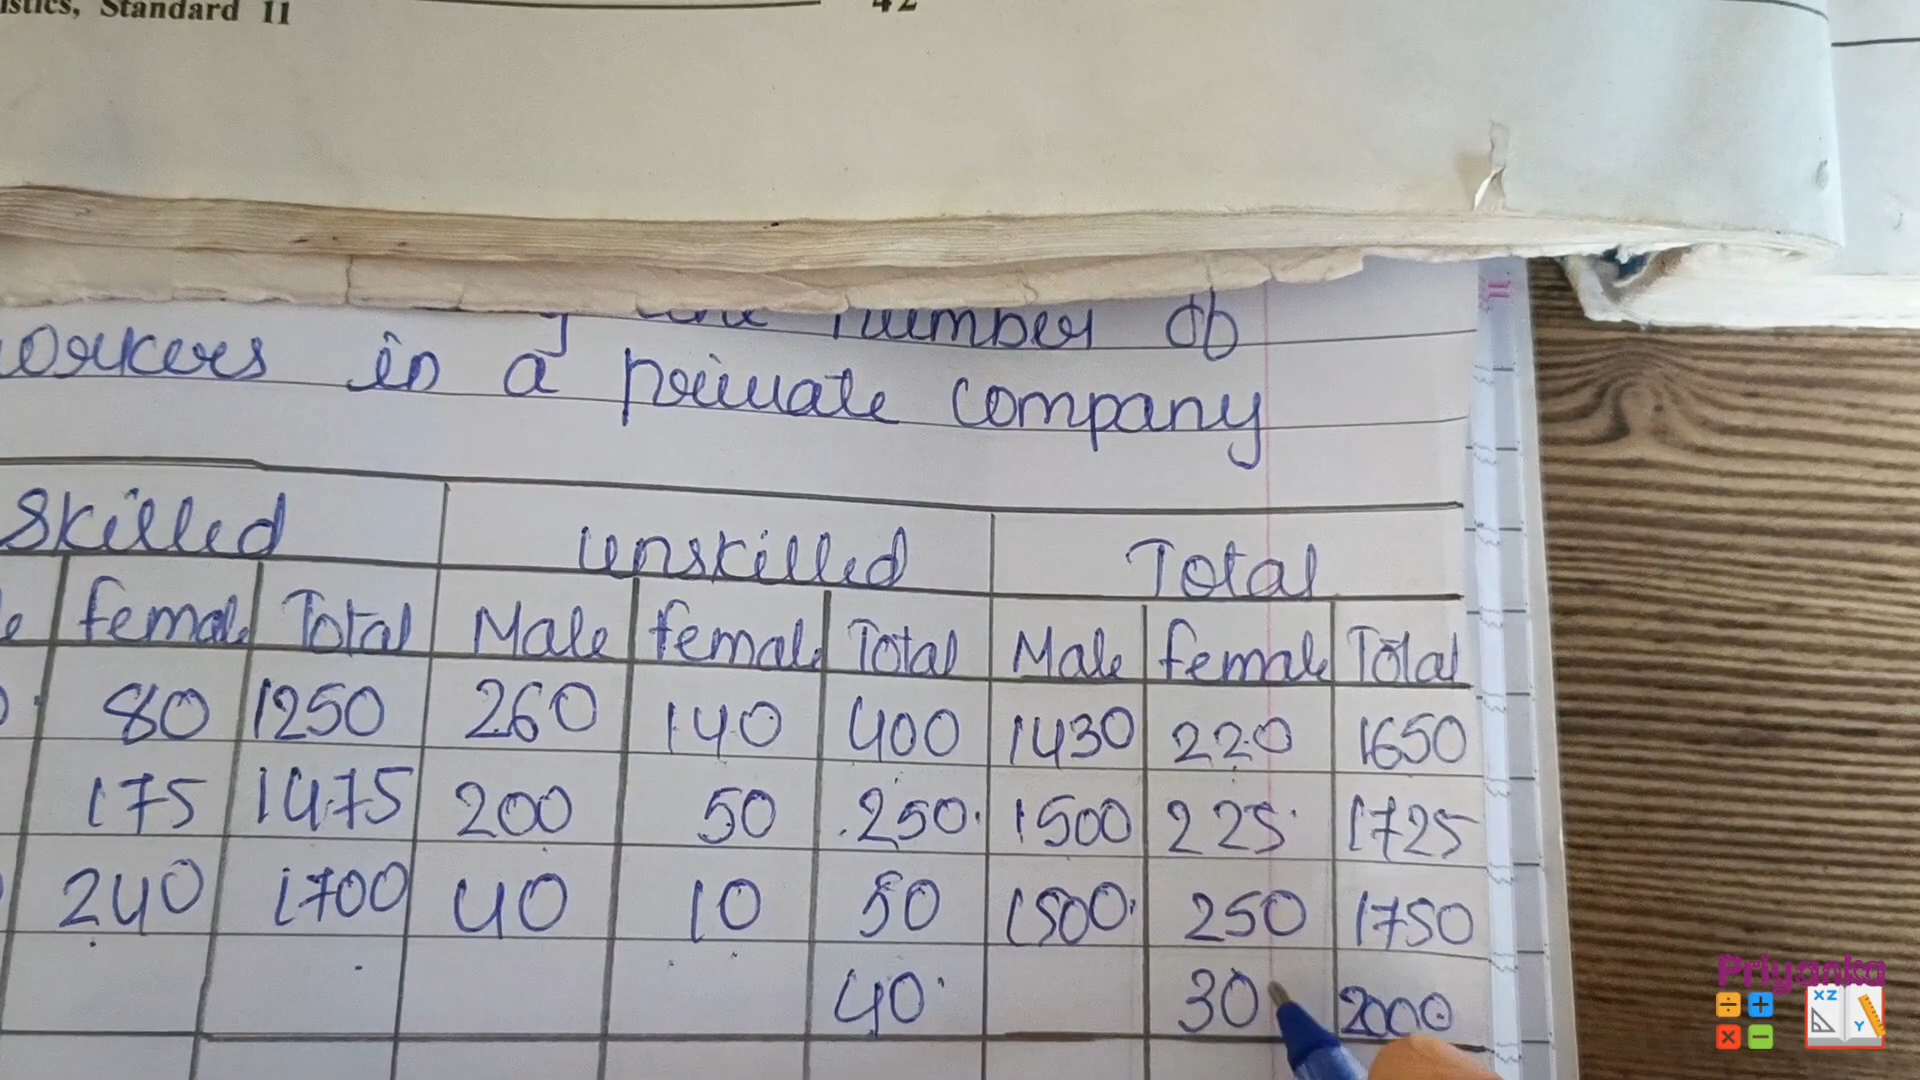 Standard 11
number of
workers in a private company
Skilled unskilled Total
female Total Male female Total Male female Total
80 1250 260 140 400 1430 220 1650
175 1475 200 50 250 1500 225 1725
240 1700 40 10 50 1500 250 1750
40 30 2000
Priyanka
XZ
Y